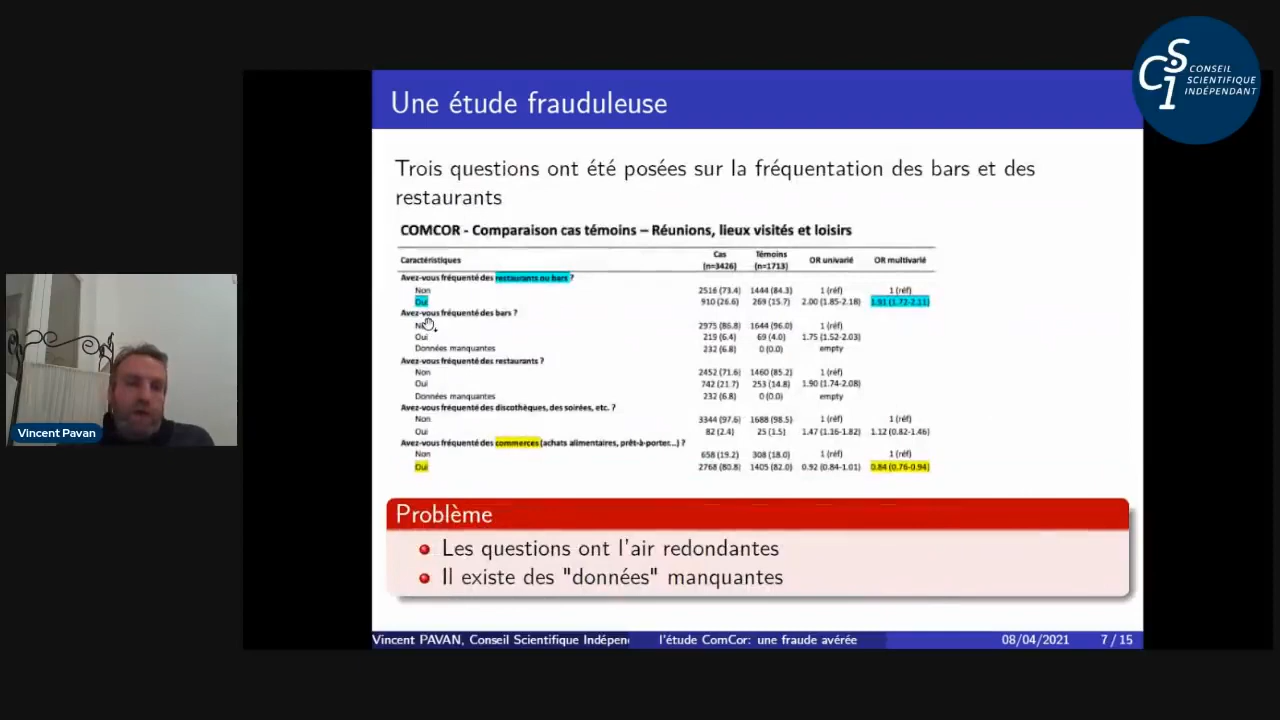 CSI
CONSEIL
SCIENTIFIQUE
INDÉPENDANT
Une étude frauduleuse
Trois questions ont été posées sur la fréquentation des bars et des
restaurants
COMCOR - Comparaison cas témoins – Réunions, lieux visités et loisirs
Caractéristiques Cas (n=3426) Témoins (n=1713) OR univarié OR multivarié
Avez-vous fréquenté des restaurants ou bars ?
Non 2516 (73.4) 1444 (84.3) 1 (réf) 1 (réf)
Oui 910 (26.6) 269 (15.7) 2.00 (1.85-2.18) 1.91 (1.72-2.11)
Avez-vous fréquenté des bars ?
2975 (86.8) 1644 (96.0) 1 (réf)
Oui 219 (6.4) 69 (4.0) 1.75 (1.52-2.03)
Données manquantes 232 (6.8) 0 (0.0) empty
Avez-vous fréquenté des restaurants ?
Non 2452 (71.6) 1460 (85.2) 1 (réf)
Oui 742 (21.7) 253 (14.8) 1.90 (1.74-2.08)
Données manquantes 232 (6.8) 0 (0.0) empty
Avez-vous fréquenté des discothèques, des soirées, etc. ?
Non 3344 (97.6) 1688 (98.5) 1 (réf) 1 (réf)
Oui 82 (2.4) 25 (1.5) 1.47 (1.16-1.82) 1.12 (0.82-1.46)
Avez-vous fréquenté des commerces (achats alimentaires, prêt-à-porter...) ?
Non 658 (19.2) 308 (18.0) 1 (réf) 1 (réf)
Oui 2768 (80.8) 1405 (82.0) 0.92 (0.84-1.01) 0.84 (0.76-0.94)
Problème
Les questions ont l'air redondantes
Il existe des "données" manquantes
Vincent PAVAN, Conseil Scientifique Indépen l'étude ComCor: une fraude avérée 08/04/2021 7 / 15
Vincent Pavan